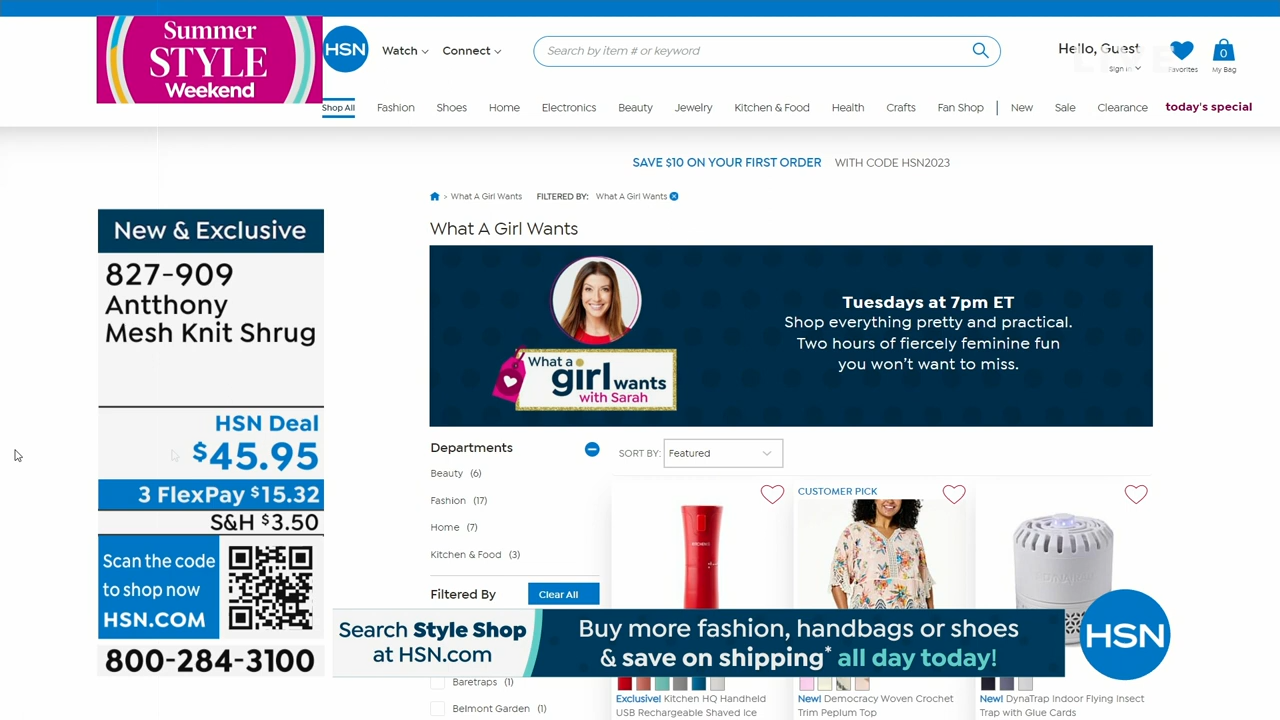 Summer
STYLE
Weekend
HSN
Watch
Connect
Search by item # or keyword
Hello, Guest
Sign in
Favorites
0
My Bag
Shop All
Fashion
Shoes
Home
Electronics
Beauty
Jewelry
Kitchen & Food
Health
Crafts
Fan Shop
New
Sale
Clearance
today's special
SAVE $10 ON YOUR FIRST ORDER WITH CODE HSN2023
> What A Girl Wants FILTERED BY: What A Girl Wants
What A Girl Wants
New & Exclusive
827-909
Antthony
Mesh Knit Shrug
HSN Deal
$45.95
3 FlexPay $15.32
S&H $3.50
Scan the code
to shop now
HSN.COM
800-284-3100
What a
girl wants
with Sarah
Tuesdays at 7pm ET
Shop everything pretty and practical.
Two hours of fiercely feminine fun
you won't want to miss.
Departments
Beauty (6)
Fashion (17)
Home (7)
Kitchen & Food (3)
Filtered By
Clear All
SORT BY: Featured
CUSTOMER PICK
Search Style Shop
at HSN.com
Buy more fashion, handbags or shoes
& save on shipping* all day today!
HSN
Baretraps (1)
Belmont Garden (1)
Exclusive! Kitchen HQ Handheld
USB Rechargeable Shaved Ice
New! Democracy Woven Crochet
Trim Peplum Top
New! DynaTrap Indoor Flying Insect
Trap with Glue Cards